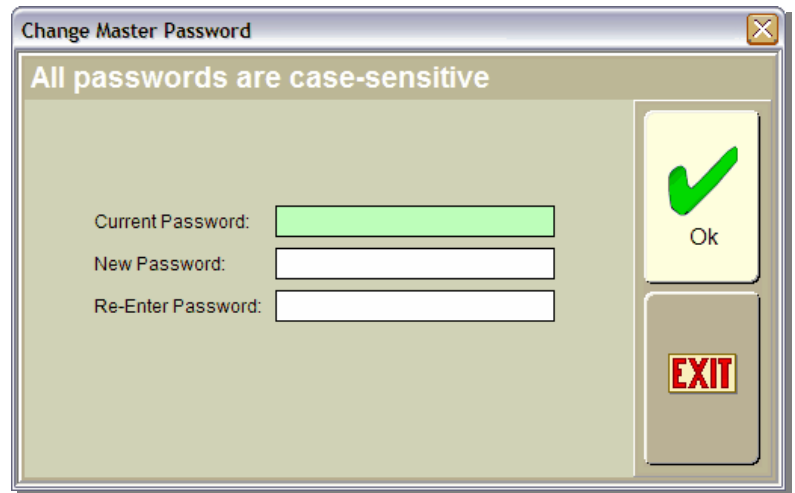 Change Master Password
All passwords are case-sensitive
Current Password:
New Password:
Re-Enter Password:
Ok
EXIT